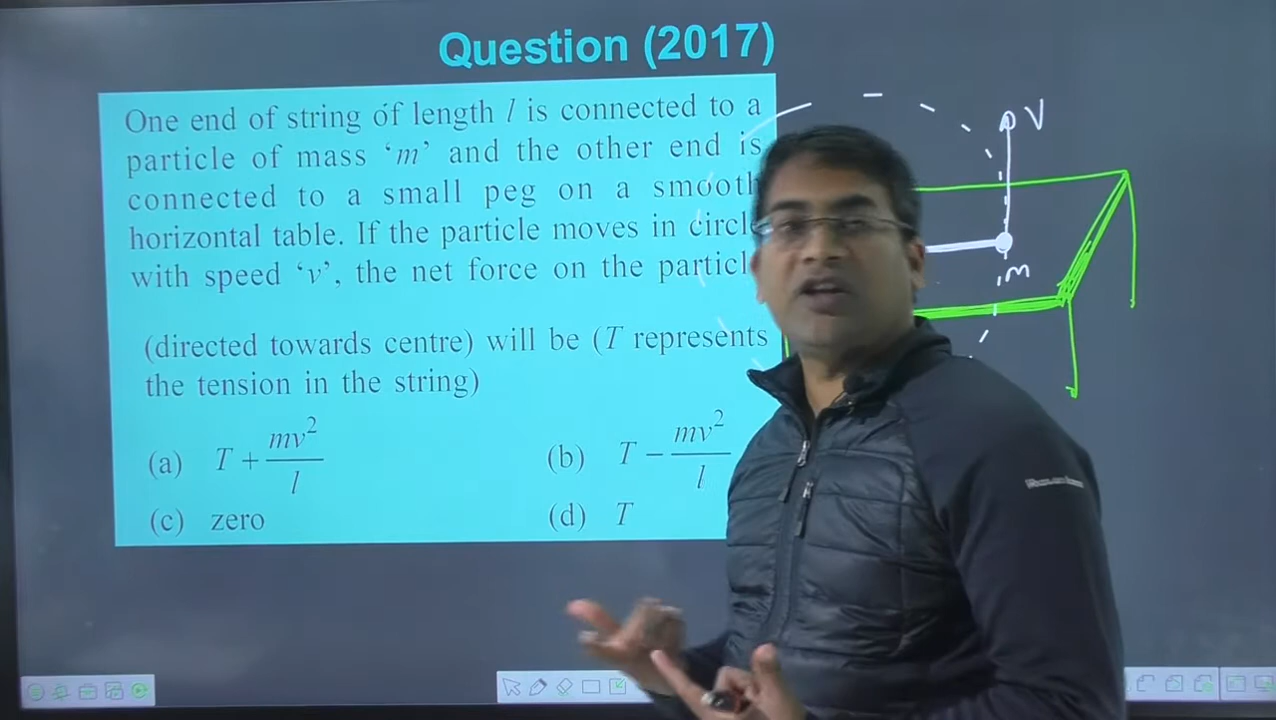 Question (2017)
One end of string of length l is connected to a
particle of mass ‘m’ and the other end is
connected to a small peg on a smooth
horizontal table. If the particle moves in circle
with speed ‘v’, the net force on the particle
(directed towards centre) will be (T represents
the tension in the string)
(a) T + mv²/l
(b) T − mv²/l
(c) zero
(d) T
V
m